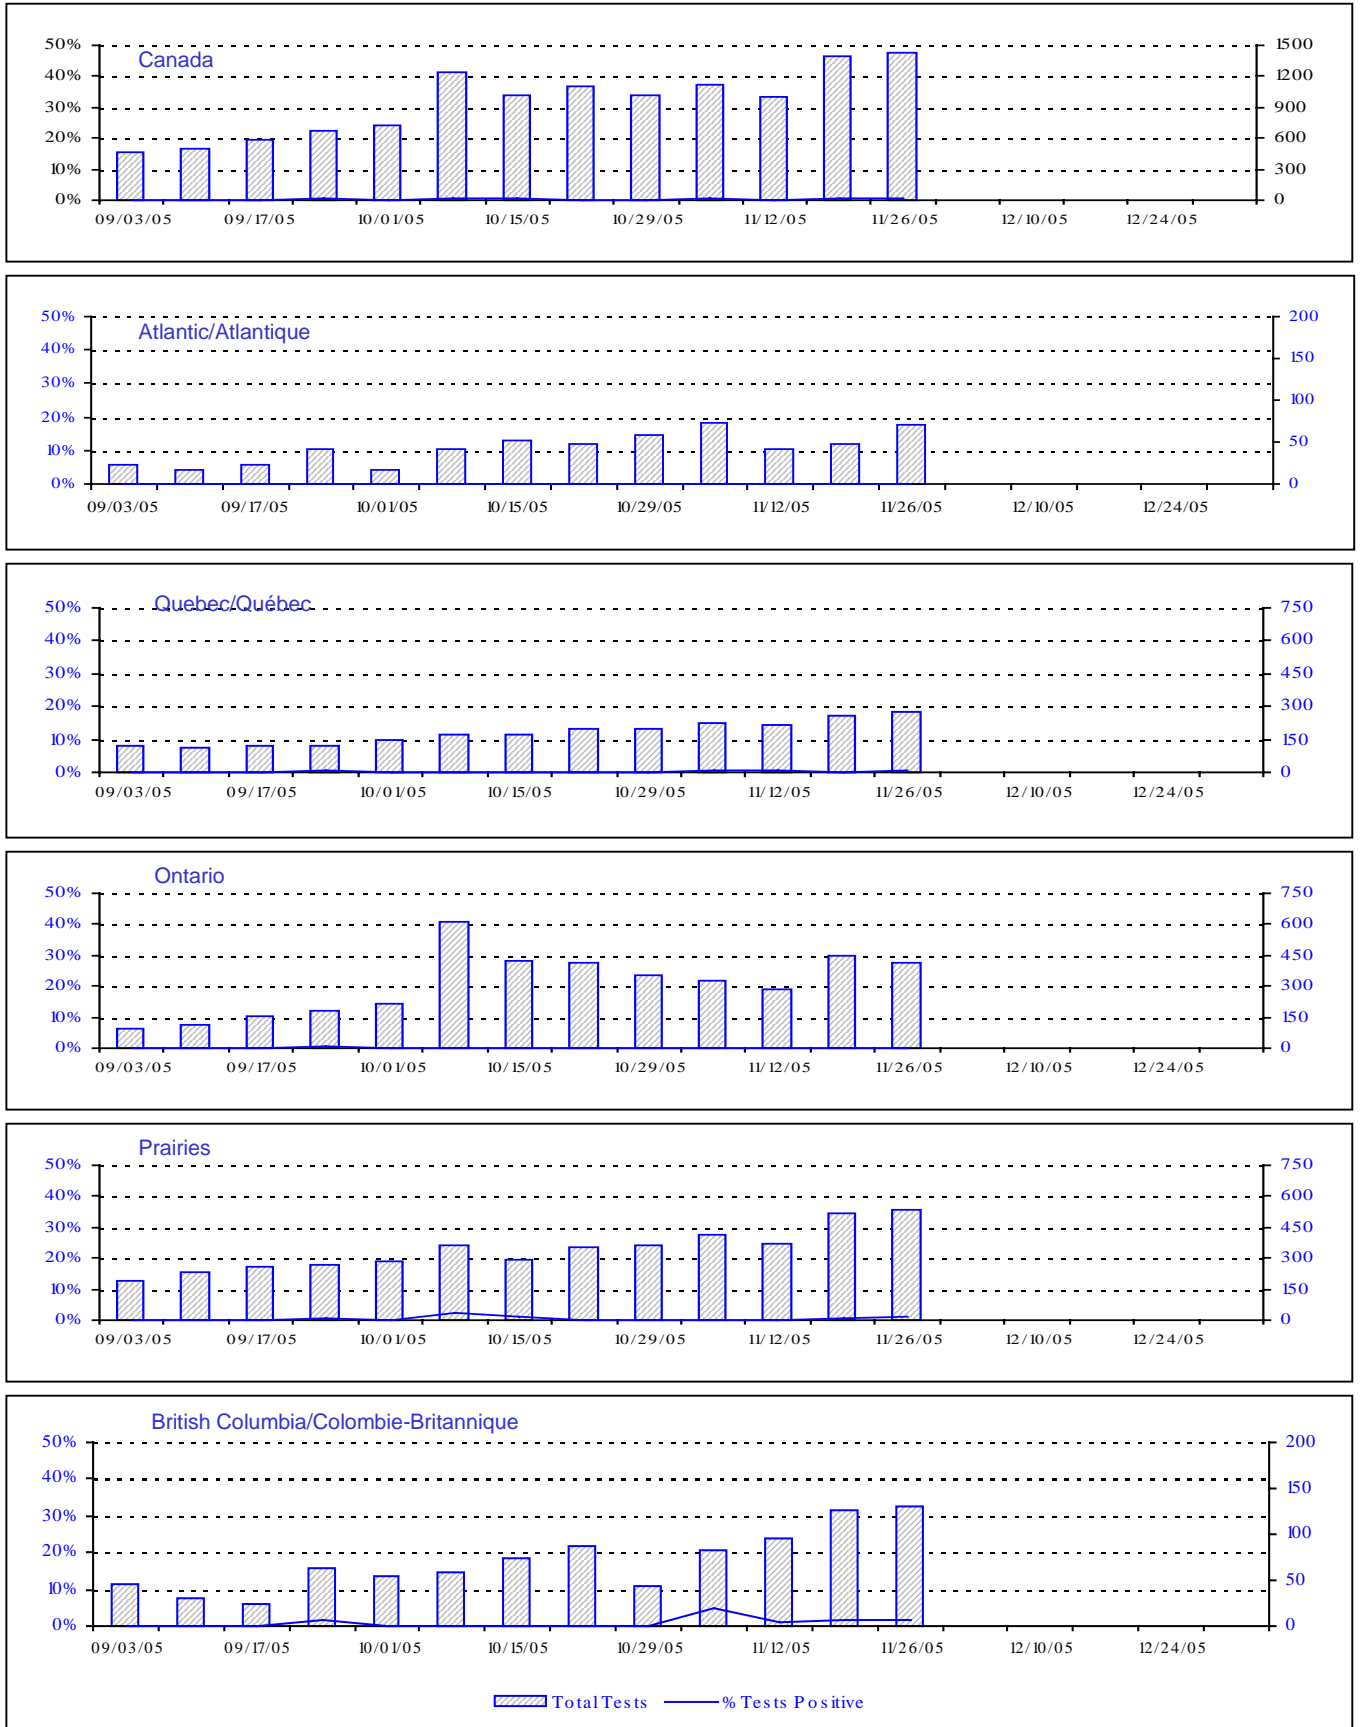 Canada
50% 1500
40% 1200
30% 900
20% 600
10% 300
0% 0
09/03/05 09/17/05 10/01/05 10/15/05 10/29/05 11/12/05 11/26/05 12/10/05 12/24/05
Atlantic/Atlantique
50% 200
40% 150
30% 100
20% 50
10% 0
0%
09/03/05 09/17/05 10/01/05 10/15/05 10/29/05 11/12/05 11/26/05 12/10/05 12/24/05
Quebec/Québec
50% 750
40% 600
30% 450
20% 300
10% 150
0% 0
09/03/05 09/17/05 10/01/05 10/15/05 10/29/05 11/12/05 11/26/05 12/10/05 12/24/05
Ontario
50% 750
40% 600
30% 450
20% 300
10% 150
0% 0
09/03/05 09/17/05 10/01/05 10/15/05 10/29/05 11/12/05 11/26/05 12/10/05 12/24/05
Prairies
50% 750
40% 600
30% 450
20% 300
10% 150
0% 0
09/03/05 09/17/05 10/01/05 10/15/05 10/29/05 11/12/05 11/26/05 12/10/05 12/24/05
British Columbia/Colombie-Britannique
50% 200
40% 150
30% 100
20% 50
10% 0
0%
09/03/05 09/17/05 10/01/05 10/15/05 10/29/05 11/12/05 11/26/05 12/10/05 12/24/05
Total Tests % Tests Positive